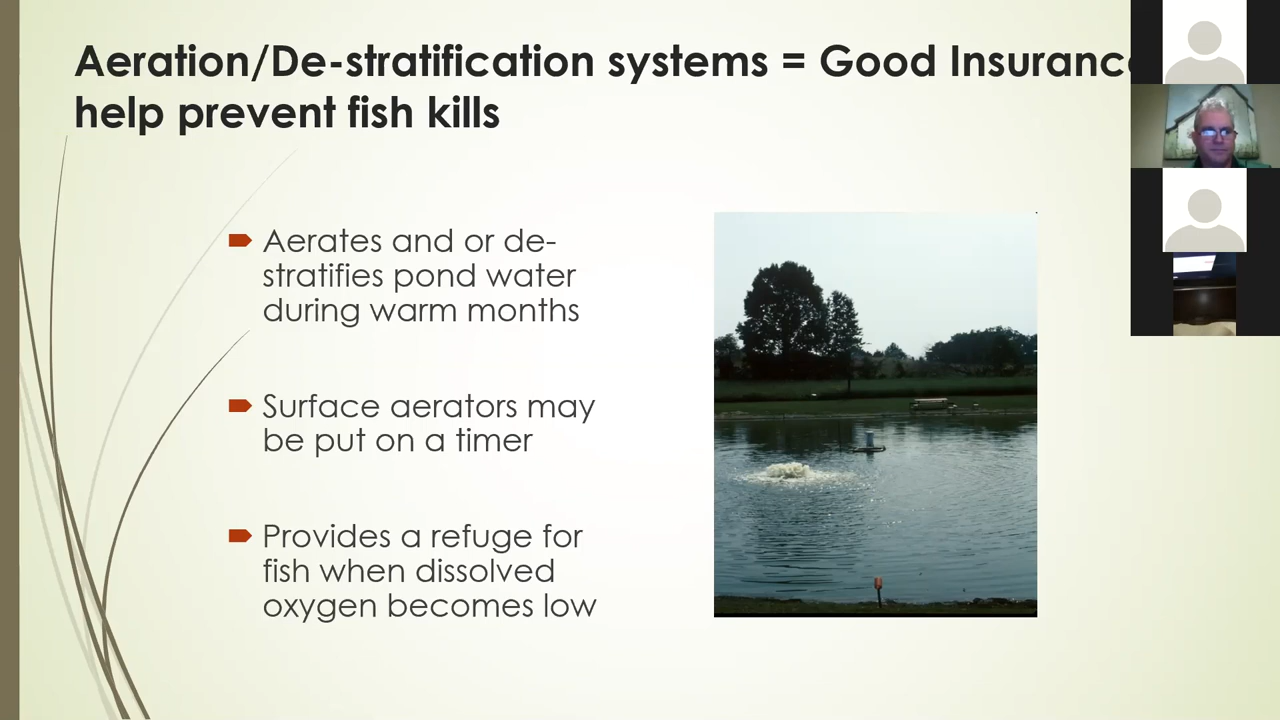 Aeration/De-stratification systems = Good Insurance
help prevent fish kills
Aerates and or de-
stratifies pond water
during warm months
Surface aerators may
be put on a timer
Provides a refuge for
fish when dissolved
oxygen becomes low